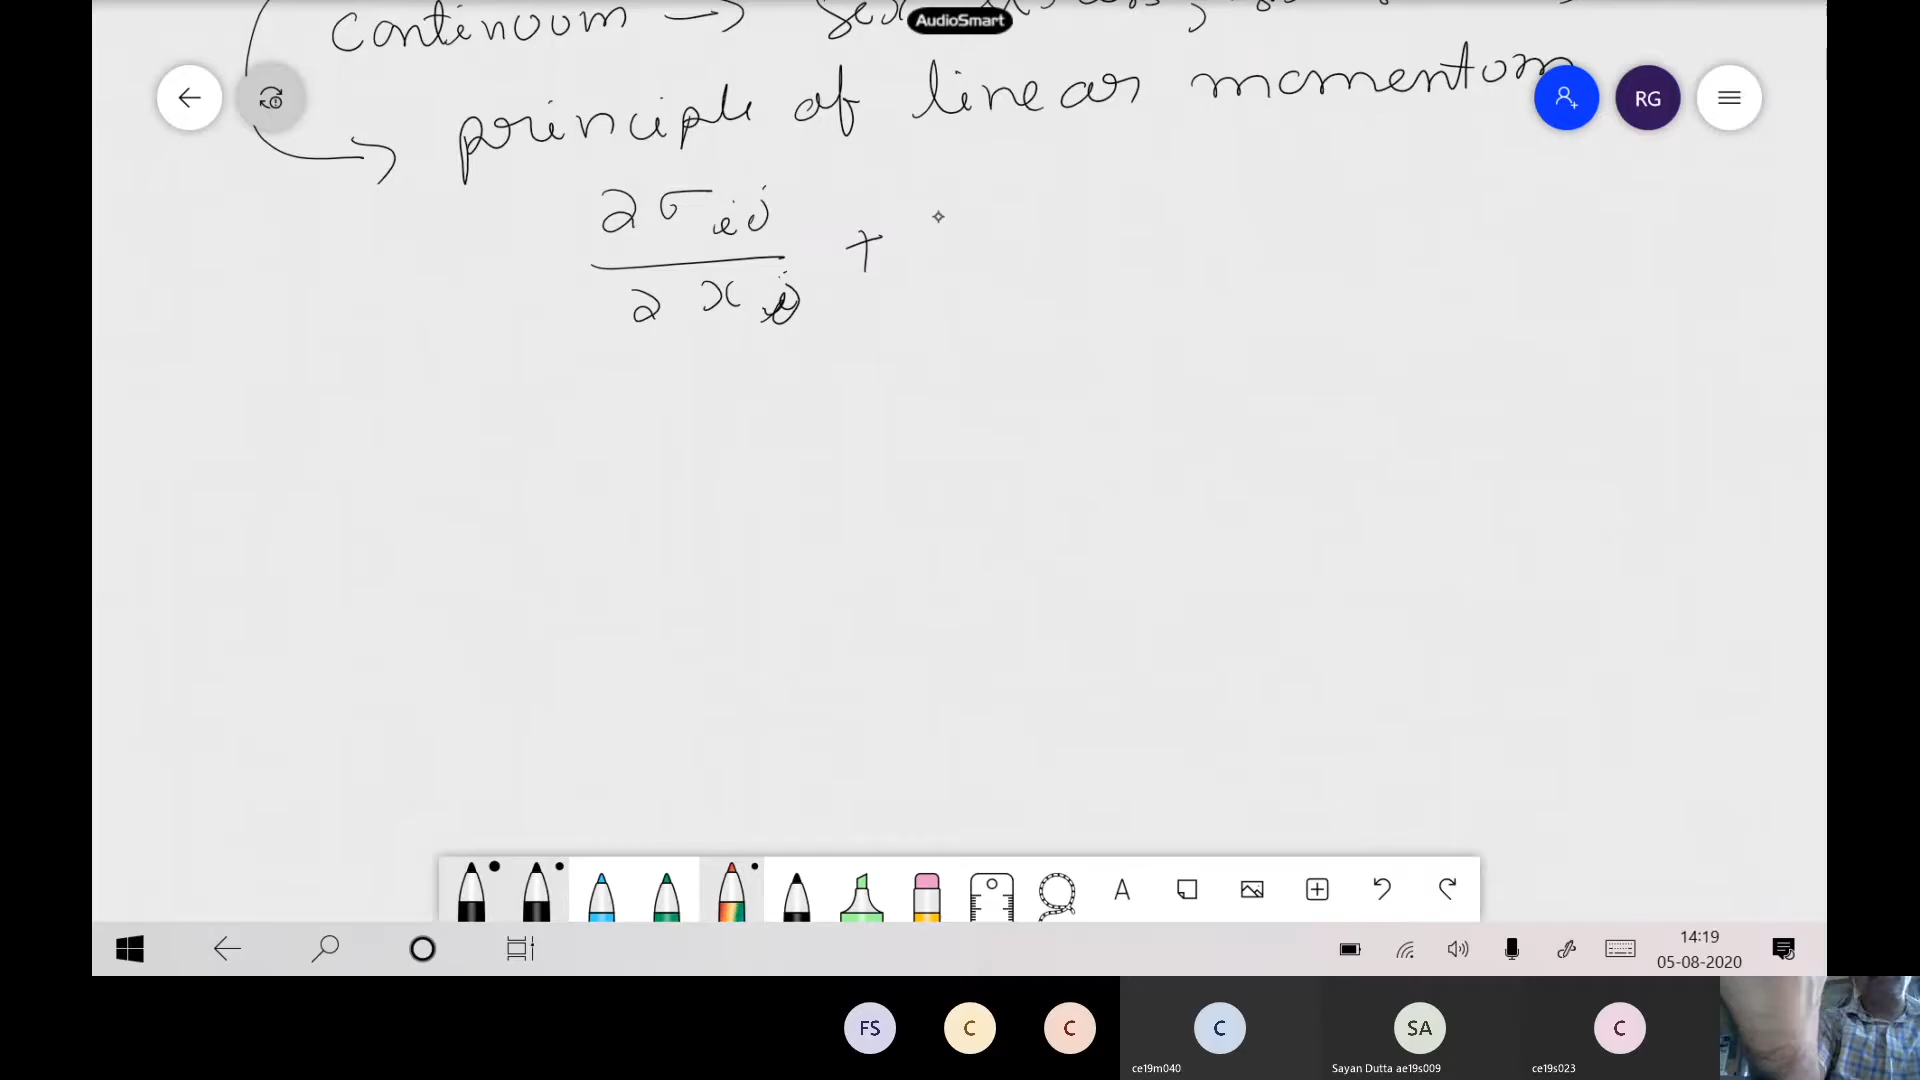 AudioSmart
continuum →
→ principle of linear momentum
RG
∂σij
∂xj
+
A
14:19
05-08-2020
FS
C
C
C
SA
C
ce19m040
Sayan Dutta ae19s009
ce19s023